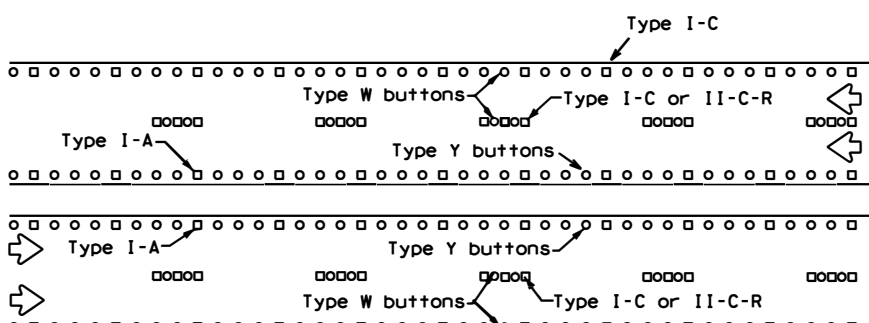 Type I-C
Type W buttons
Type I-C or II-C-R
Type I-A
Type Y buttons
Type I-A
Type Y buttons
Type W buttons
Type I-C or II-C-R